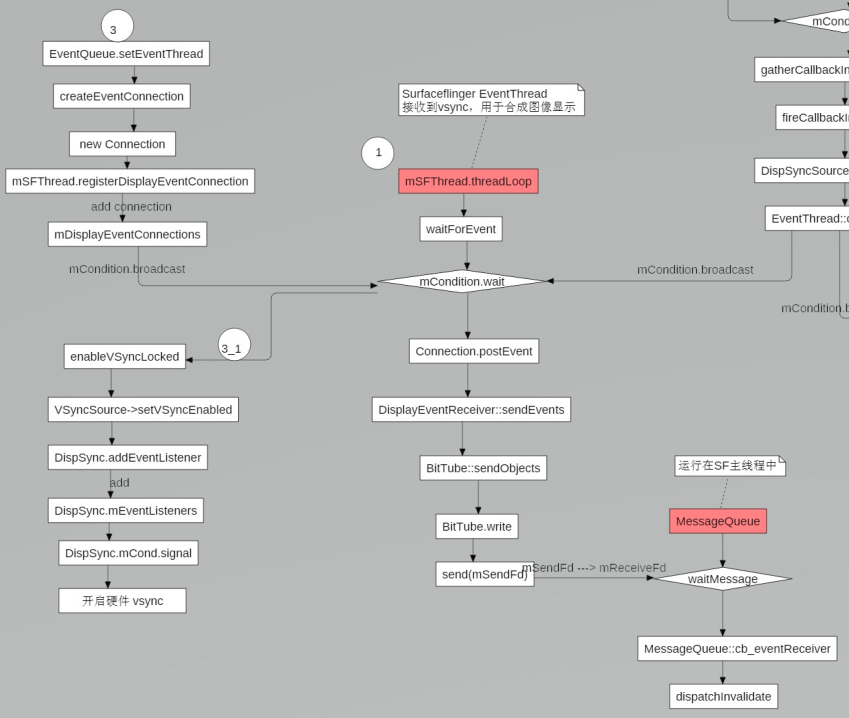 3
EventQueue.setEventThread
createEventConnection
new Connection
mSFThread.registerDisplayEventConnection
add connection
mDisplayEventConnections
mCondition.broadcast
3_1
enableVSyncLocked
VSyncSource->setVSyncEnabled
DispSync.addEventListener
add
DispSync.mEventListeners
DispSync.mCond.signal
开启硬件 vsync
Surfaceflinger EventThread
接收到vsync，用于合成图像显示
1
mSFThread.threadLoop
waitForEvent
mCondition.wait
Connection.postEvent
DisplayEventReceiver::sendEvents
BitTube::sendObjects
BitTube.write
send(mSendFd)
mSendFd ---> mReceiveFd
运行在SF主线程中
MessageQueue
waitMessage
MessageQueue::cb_eventReceiver
dispatchInvalidate
mCond
gatherCallbackIn
fireCallbackI
DispSyncSource
EventThread::
mCondition.broadcast
mCondition.b